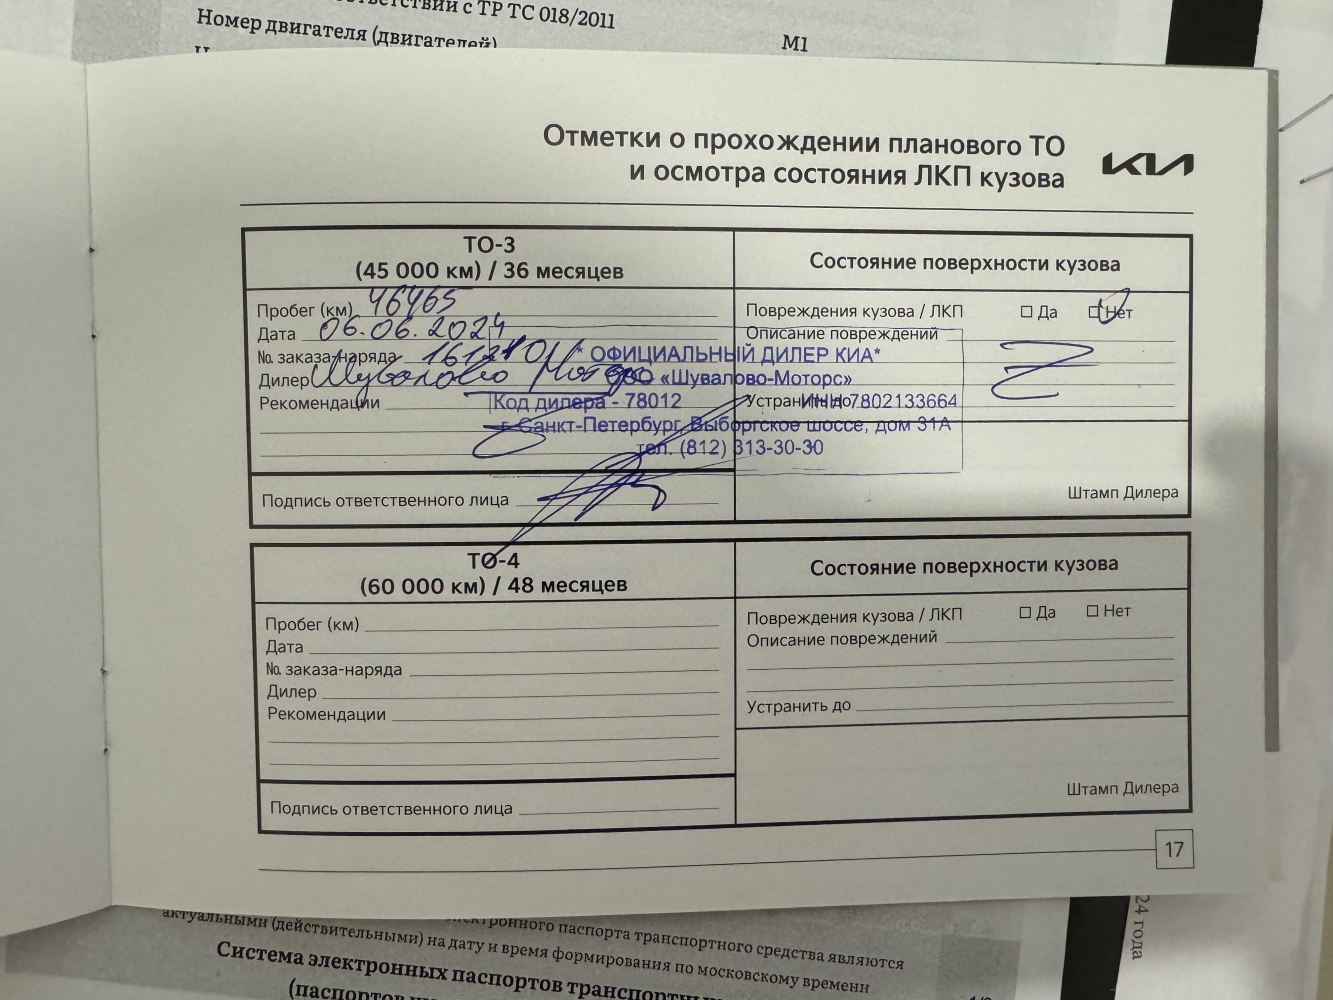 тствии с ТР ТС 018/2011
Номер двигателя (двигателей)
М1
Отметки о прохождении планового ТО
и осмотра состояния ЛКП кузова
KIA
ТО-3
(45 000 км) / 36 месяцев
Состояние поверхности кузова
Пробег (км) 46465
Повреждения кузова / ЛКП Да Нет
Дата 06.06.2024
Описание повреждений
№ заказа-наряда
* ОФИЦИАЛЬНЫЙ ДИЛЕР КИА*
Дилер Шувалово Моторс
ООО «Шувалово-Моторс»
Рекомендации
Код дилера - 78012
Устранить до
ИНН 7802133664
г. Санкт-Петербург, Выборгское шоссе, дом 31А
тел. (812) 313-30-30
Подпись ответственного лица
Штамп Дилера
ТО-4
(60 000 км) / 48 месяцев
Состояние поверхности кузова
Пробег (км)
Повреждения кузова / ЛКП Да Нет
Дата
Описание повреждений
№ заказа-наряда
Дилер
Рекомендации
Устранить до
Подпись ответственного лица
Штамп Дилера
17
24 года
электронного паспорта транспортного средства являются
актуальными (действительными) на дату и время формирования по московскому времени
Система электронных паспортов транспортных
(паспортов